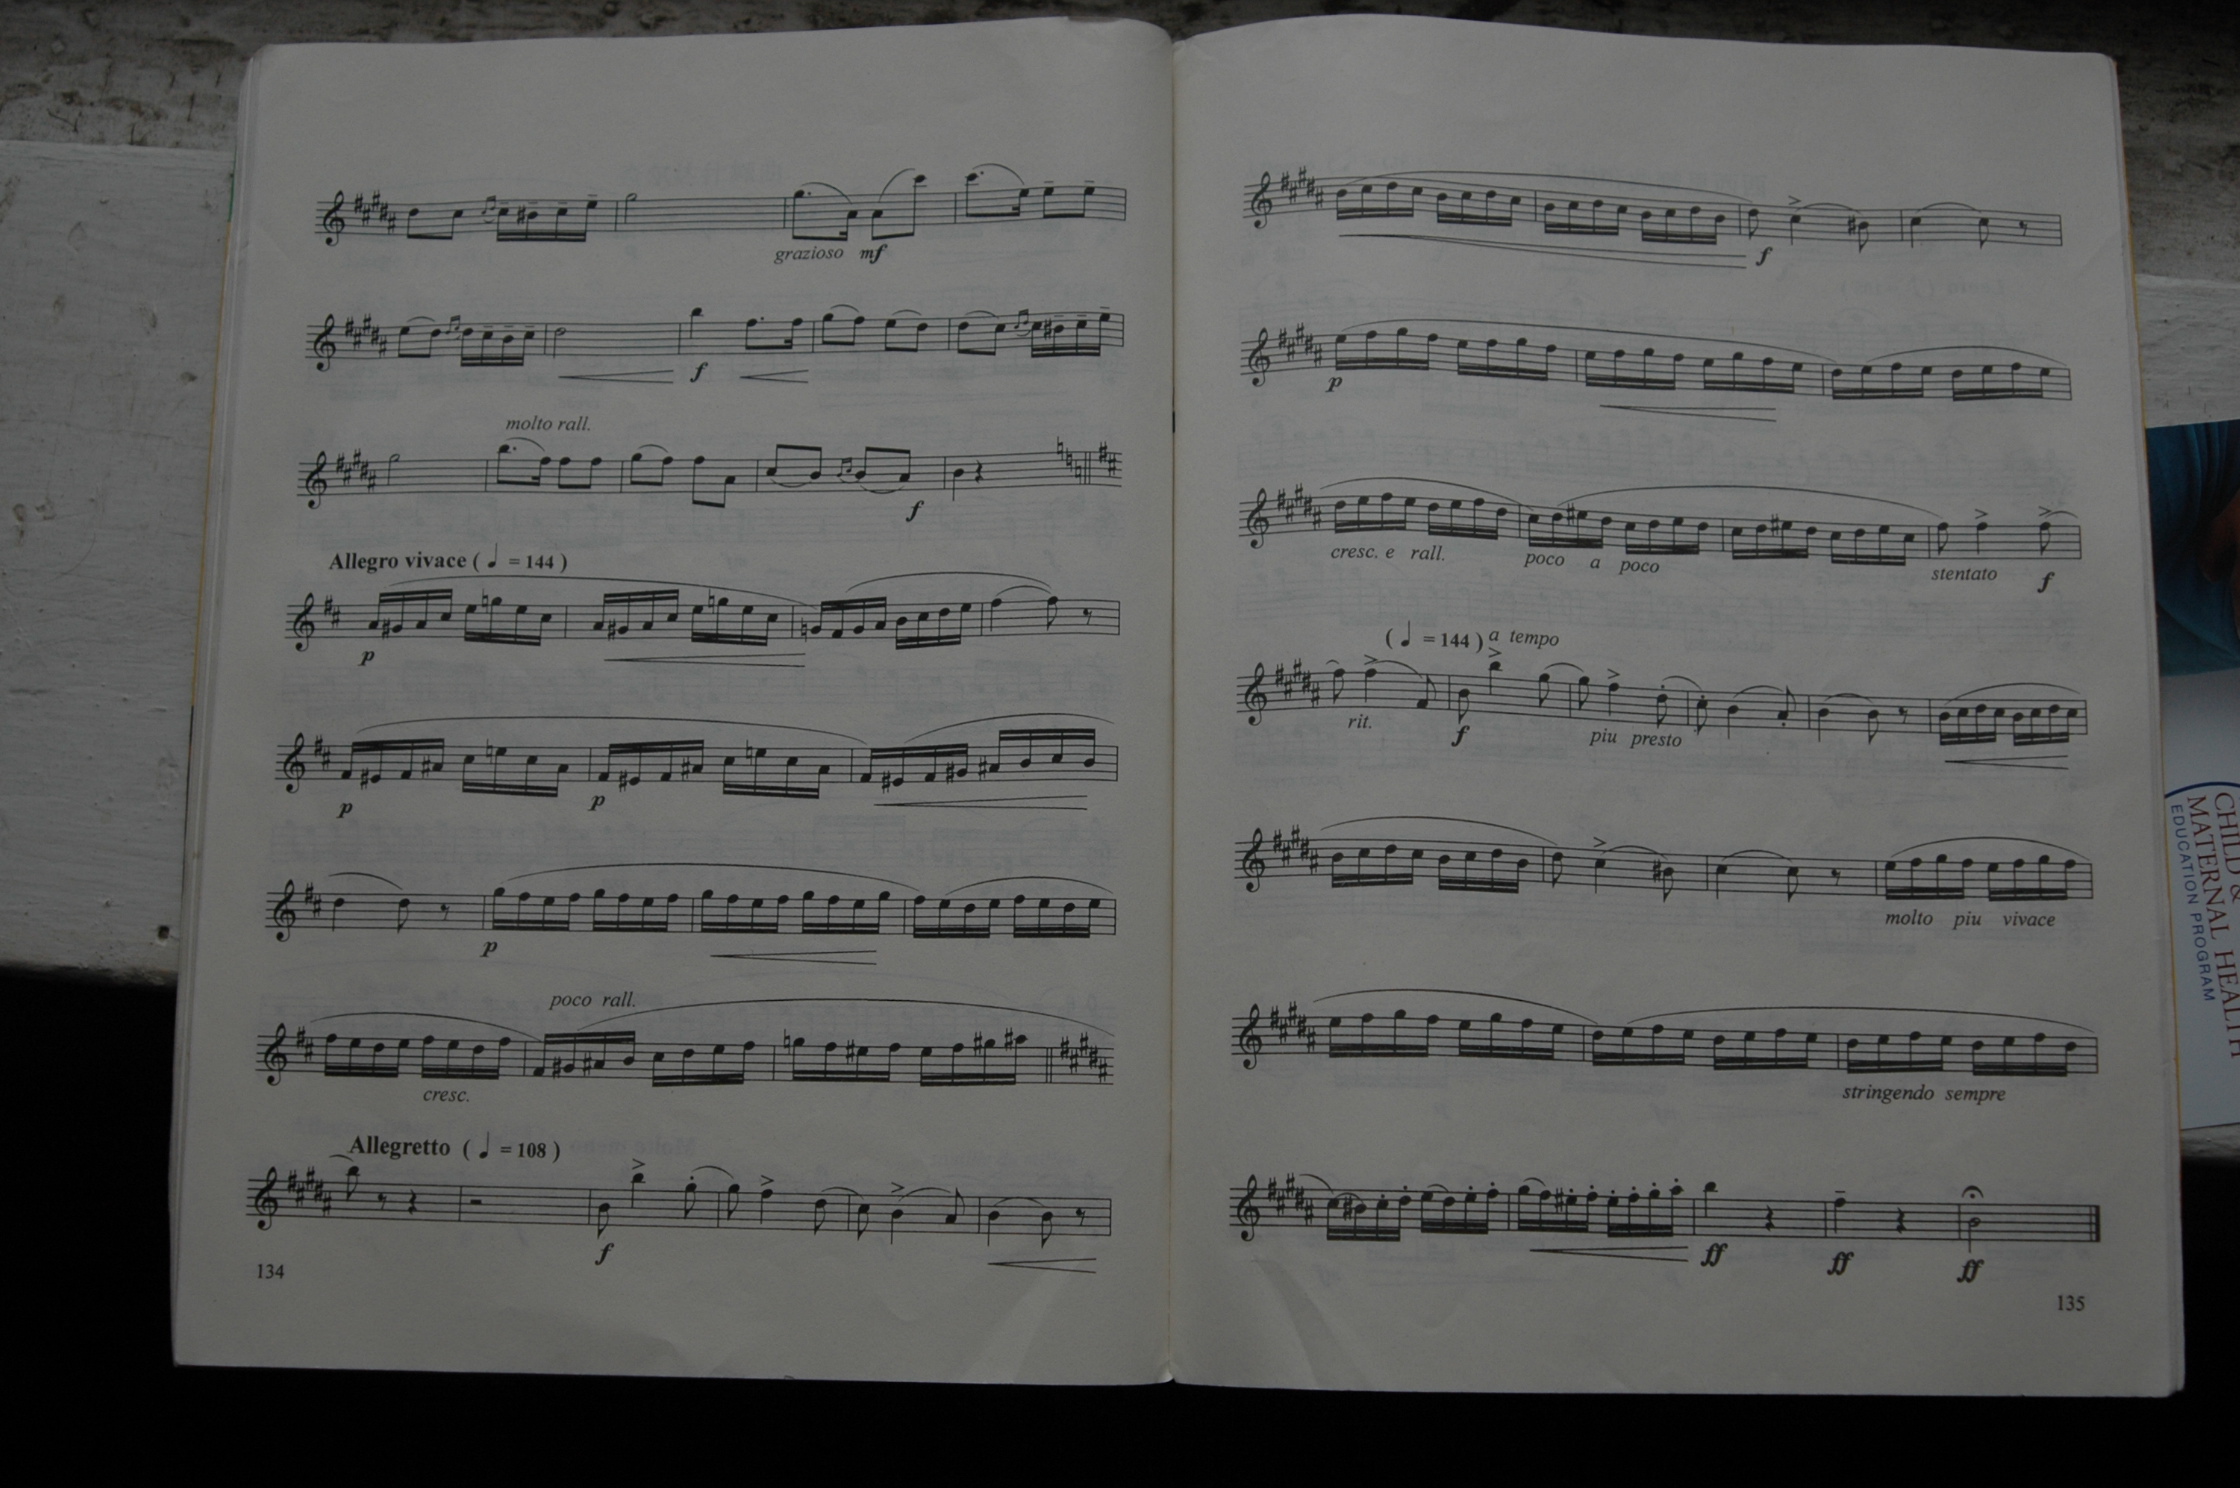 grazioso mf
f
molto rall.
f
Allegro vivace ( ♩ = 144 )
p
p p
p
poco rall.
cresc.
Allegretto ( ♩ = 108 )
f
134
f
p
cresc. e rall. poco a poco stentato f
( ♩ = 144 ) a tempo
rit. f piu presto
molto piu vivace
stringendo sempre
ff ff ff
135
CHILD &
MATERNAL HEALTH
EDUCATION PROGRAM